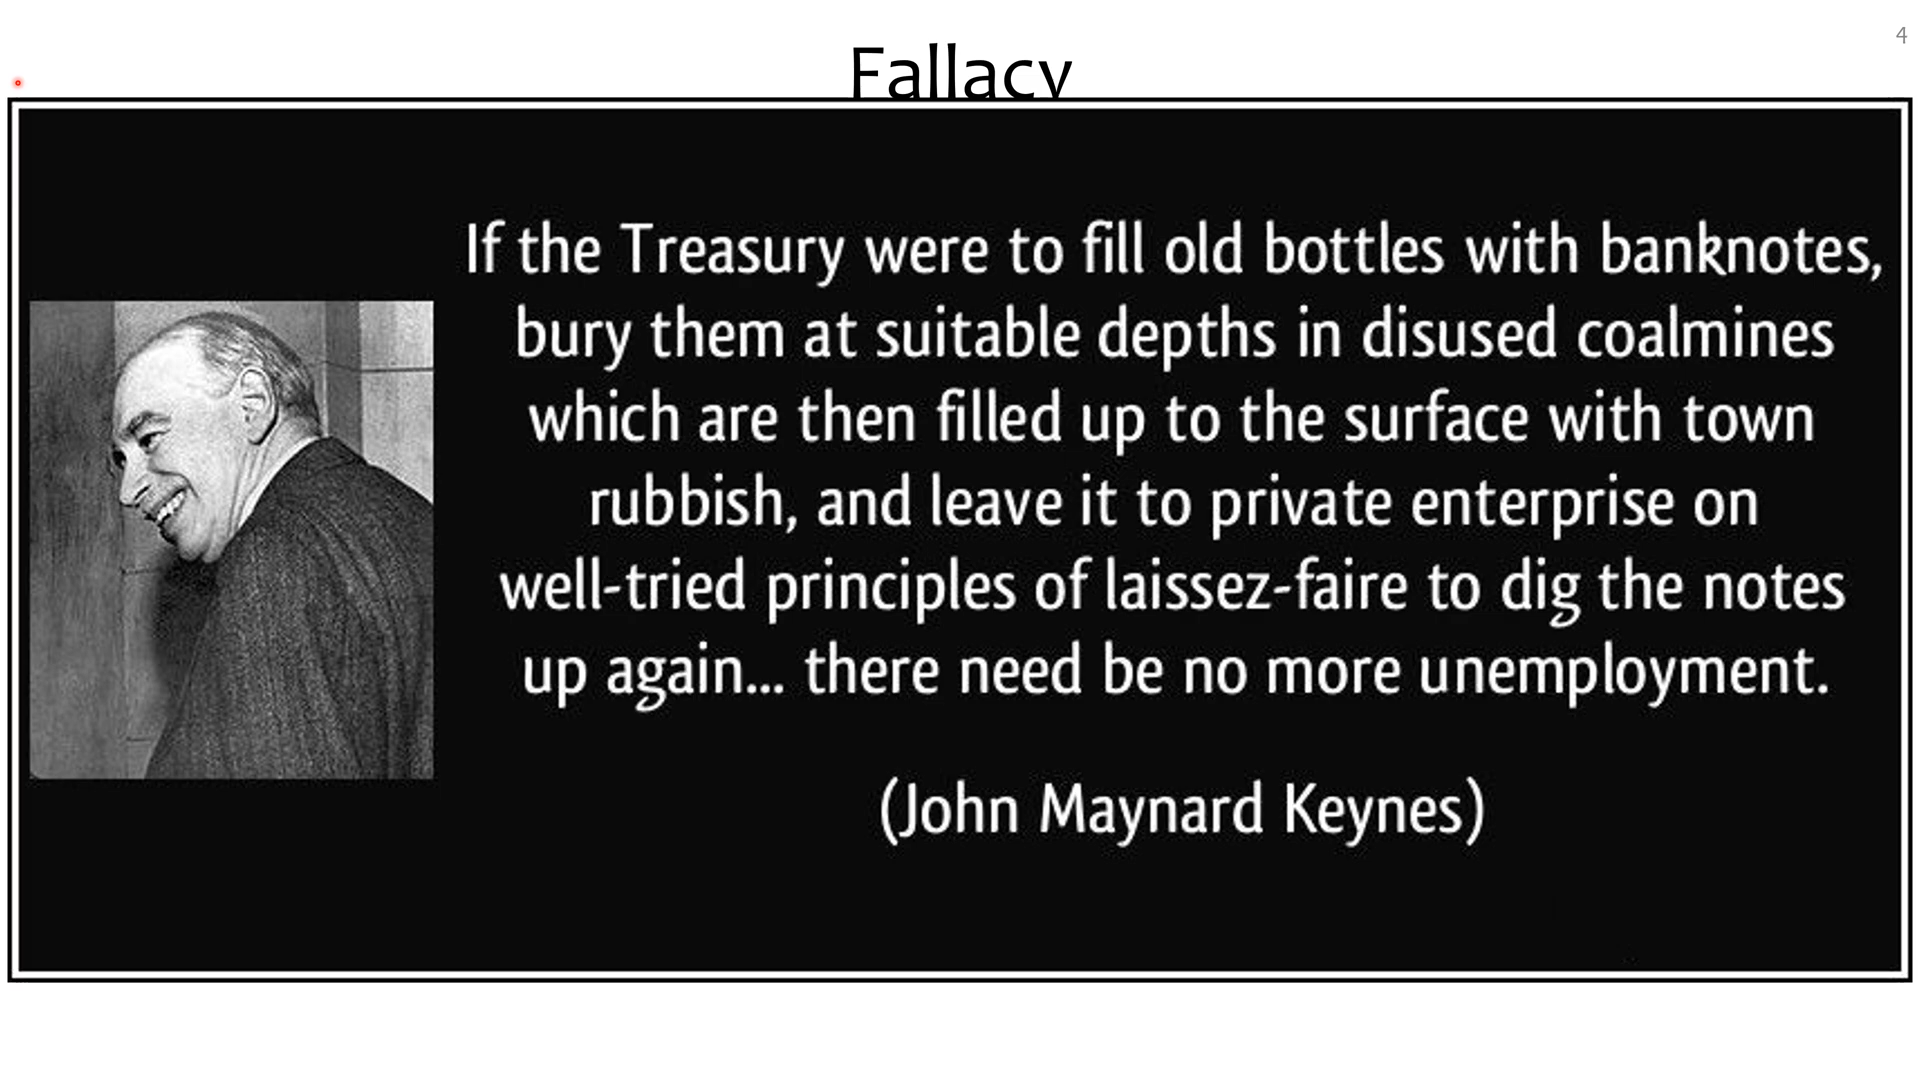 4
Fallacy
If the Treasury were to fill old bottles with banknotes,
bury them at suitable depths in disused coalmines
which are then filled up to the surface with town
rubbish, and leave it to private enterprise on
well-tried principles of laissez-faire to dig the notes
up again... there need be no more unemployment.
(John Maynard Keynes)